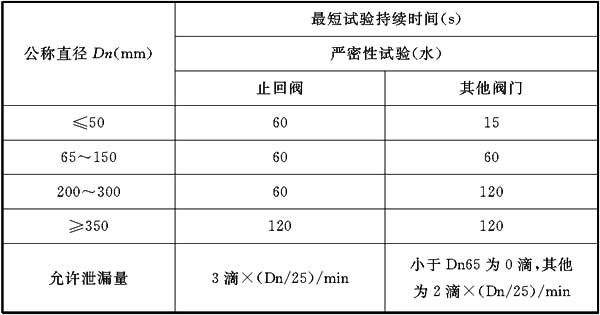 公称直径 Dn(mm)
最短试验持续时间(s)
严密性试验(水)
止回阀
其他阀门
≤50
60
15
65～150
60
60
200～300
60
120
≥350
120
120
允许泄漏量
3 滴×(Dn/25)/min
小于 Dn65 为 0 滴,其他
为 2 滴×(Dn/25)/min